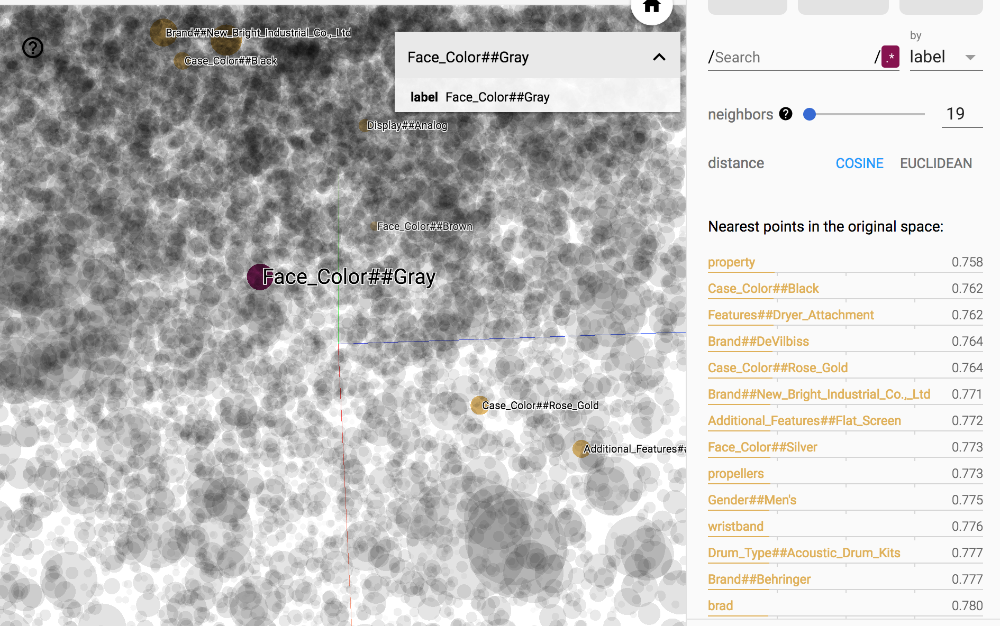 Brand##New_Bright_Industrial_Co.,_Ltd
Case_Color##Black
Face_Color##Gray
label Face_Color##Gray
Display##Analog
Face_Color##Brown
Face_Color##Gray
Case_Color##Rose_Gold
Additional_Features##
by
/Search /.* label
neighbors ? 19
distance COSINE EUCLIDEAN
Nearest points in the original space:
property 0.758
Case_Color##Black 0.762
Features##Dryer_Attachment 0.762
Brand##DeVilbiss 0.764
Case_Color##Rose_Gold 0.764
Brand##New_Bright_Industrial_Co.,_Ltd 0.771
Additional_Features##Flat_Screen 0.772
Face_Color##Silver 0.773
propellers 0.773
Gender##Men's 0.775
wristband 0.776
Drum_Type##Acoustic_Drum_Kits 0.777
Brand##Behringer 0.777
brad 0.780